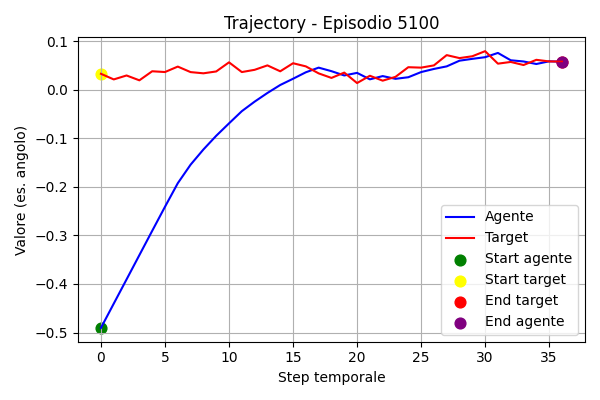 Trajectory - Episodio 5100
Valore (es. angolo)
0.1
0.0
−0.1
−0.2
−0.3
−0.4
−0.5
0 5 10 15 20 25 30 35
Step temporale
Agente
Target
Start agente
Start target
End target
End agente